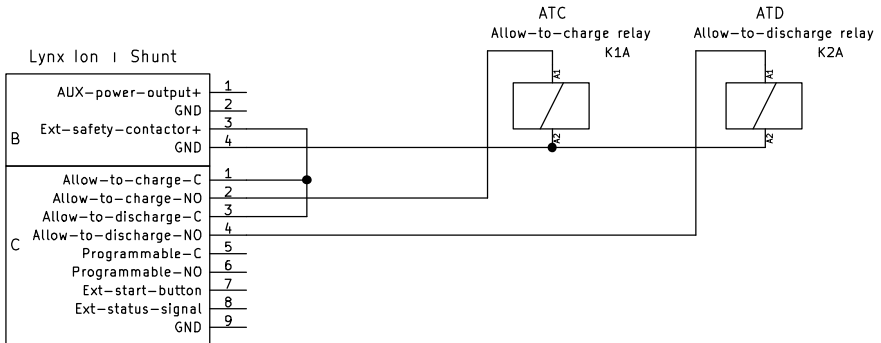 ATC
ATD
Allow-to-charge relay
Allow-to-discharge relay
K1A
K2A
Lynx Ion I Shunt
A1
A1
A2
A2
B
AUX-power-output+ 1
GND 2
Ext-safety-contactor+ 3
GND 4
C
Allow-to-charge-C 1
Allow-to-charge-NO 2
Allow-to-discharge-C 3
Allow-to-discharge-NO 4
Programmable-C 5
Programmable-NO 6
Ext-start-button 7
Ext-status-signal 8
GND 9